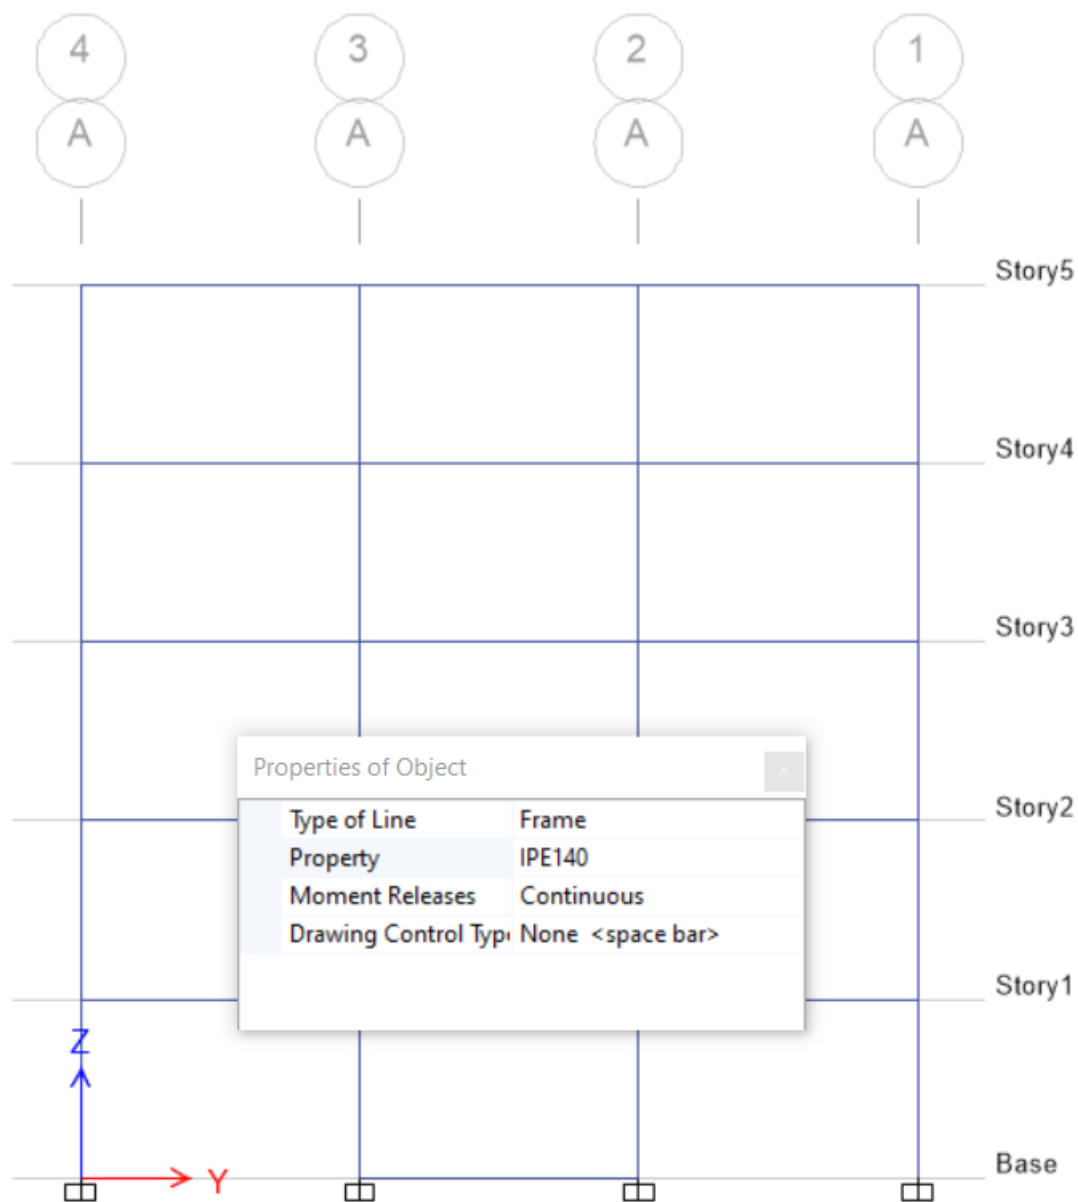 4 3 2 1
A A A A
Story5
Story4
Story3
Properties of Object
Type of Line Frame
Story2
Property IPE140
Moment Releases Continuous
Drawing Control Typ None <space bar>
Story1
Z
Base
Y